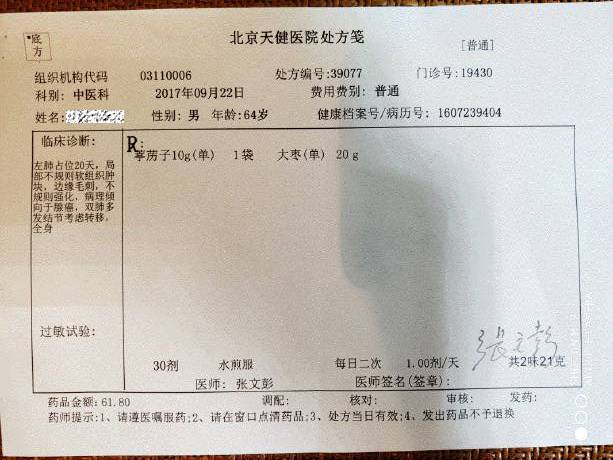 底方
北京天健医院处方笺
[普通]
组织机构代码 03110006 处方编号:39077 门诊号:19430
科别: 中医科 2017年09月22日 费用费别: 普通
姓名: 性别: 男 年龄:64岁 健康档案号/病历号: 1607239404
临床诊断:
左肺占位20天, 局
部不规则软组织肿
块, 边缘毛刺, 不
规则强化, 病理倾
向于腺癌, 双肺多
发结节考虑转移,
全身
R:
葶苈子10g(单) 1袋 大枣(单) 20g
过敏试验:
30剂 水煎服 每日二次 1.00剂/天 共2味21克
医师: 张文彭 医师签名(签章): 张文彭
药品金额: 61.80 调配: 核对: 审核: 发药:
药师提示:1、请遵医嘱服药;2、请在窗口点清药品;3、处方当日有效;4、发出药品不予退换